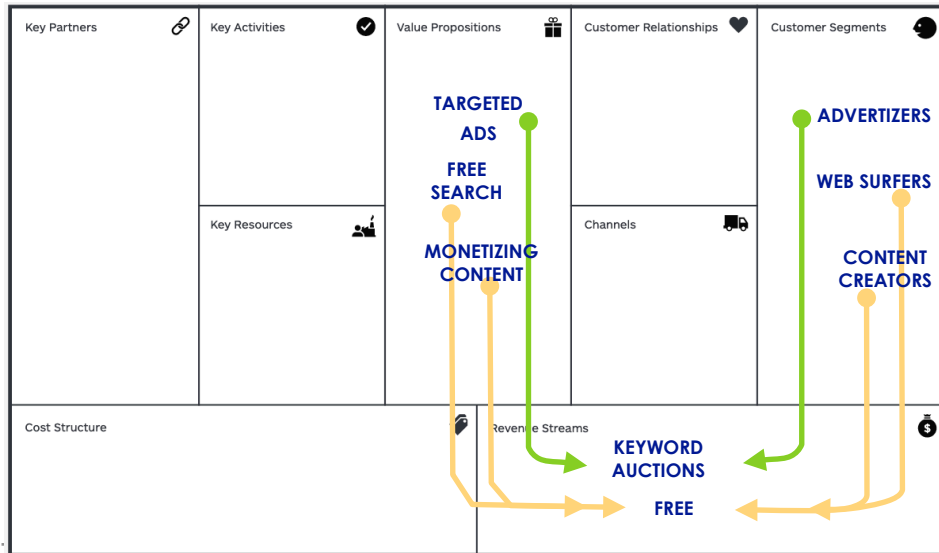 Key Partners
Key Activities
Value Propositions
Customer Relationships
Customer Segments
TARGETED
ADS
FREE
SEARCH
MONETIZING
CONTENT
ADVERTIZERS
WEB SURFERS
CONTENT
CREATORS
Key Resources
Channels
Cost Structure
Revenue Streams
KEYWORD
AUCTIONS
FREE